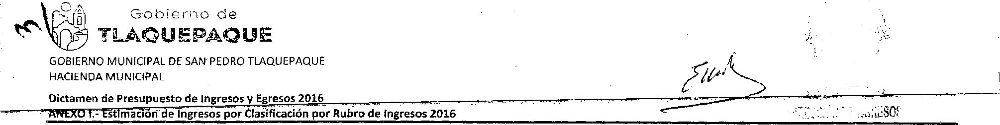 Gobierno de
TLAQUEPAQUE
GOBIERNO MUNICIPAL DE SAN PEDRO TLAQUEPAQUE
HACIENDA MUNICIPAL
Dictamen de Presupuesto de Ingresos y Egresos 2016
ANEXO I.- Estimación de Ingresos por Clasificación por Rubro de Ingresos 2016